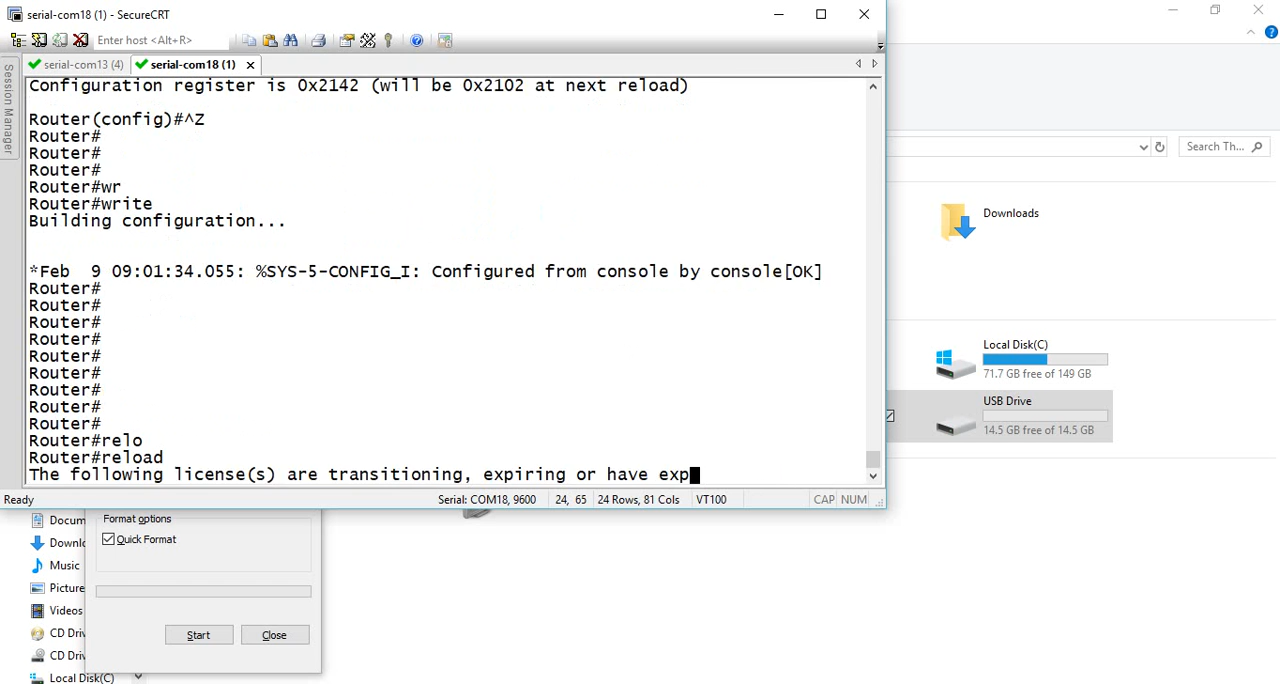 serial-com18 (1) - SecureCRT
Enter host <Alt+R>
Session Manager
serial-com13 (4)
serial-com18 (1)
Configuration register is 0x2142 (will be 0x2102 at next reload)
Router(config)#^Z
Router#
Router#
Router#
Router#wr
Router#write
Building configuration...
*Feb  9 09:01:34.055: %SYS-5-CONFIG_I: Configured from console by console[OK]
Router#
Router#
Router#
Router#
Router#
Router#
Router#
Router#
Router#
Router#relo
Router#reload
The following license(s) are transitioning, expiring or have exp
Ready
Serial: COM18, 9600
24, 65
24 Rows, 81 Cols
VT100
CAP
NUM
Search Th...
Downloads
Local Disk(C)
71.7 GB free of 149 GB
USB Drive
14.5 GB free of 14.5 GB
Docum
Downlo
Music
Picture
Videos
CD Driv
CD Driv
Local Disk(C)
Format options
Quick Format
Start
Close